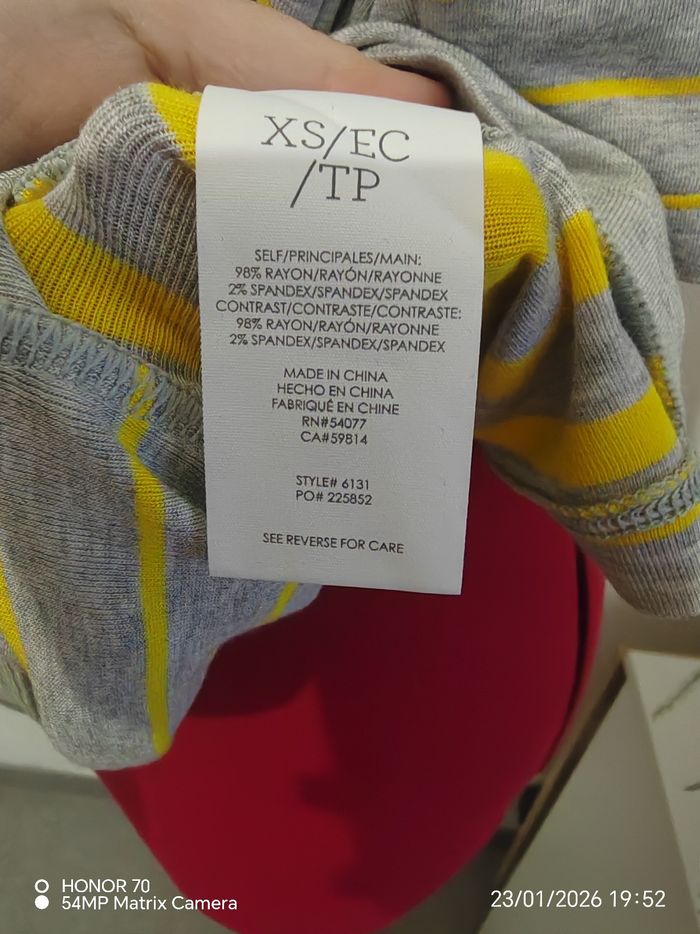 XS/EC
/TP
SELF/PRINCIPALES/MAIN:
98% RAYON/RAYÓN/RAYONNE
2% SPANDEX/SPANDEX/SPANDEX
CONTRAST/CONTRASTE/CONTRASTE:
98% RAYON/RAYÓN/RAYONNE
2% SPANDEX/SPANDEX/SPANDEX
MADE IN CHINA
HECHO EN CHINA
FABRIQUÉ EN CHINE
RN#54077
CA#59814
STYLE# 6131
PO# 225852
SEE REVERSE FOR CARE
HONOR 70
54MP Matrix Camera
23/01/2026 19:52